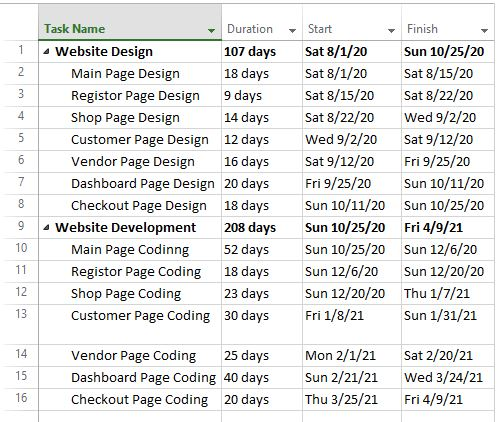 Task Name Duration Start Finish
1 Website Design 107 days Sat 8/1/20 Sun 10/25/20
2 Main Page Design 18 days Sat 8/1/20 Sat 8/15/20
3 Registor Page Design 9 days Sat 8/15/20 Sat 8/22/20
4 Shop Page Design 14 days Sat 8/22/20 Wed 9/2/20
5 Customer Page Design 12 days Wed 9/2/20 Sat 9/12/20
6 Vendor Page Design 16 days Sat 9/12/20 Fri 9/25/20
7 Dashboard Page Design 20 days Fri 9/25/20 Sun 10/11/20
8 Checkout Page Design 18 days Sun 10/11/20 Sun 10/25/20
9 Website Development 208 days Sun 10/25/20 Fri 4/9/21
10 Main Page Codinng 52 days Sun 10/25/20 Sun 12/6/20
11 Registor Page Coding 18 days Sun 12/6/20 Sun 12/20/20
12 Shop Page Coding 23 days Sun 12/20/20 Thu 1/7/21
13 Customer Page Coding 30 days Fri 1/8/21 Sun 1/31/21
14 Vendor Page Coding 25 days Mon 2/1/21 Sat 2/20/21
15 Dashboard Page Coding 40 days Sun 2/21/21 Wed 3/24/21
16 Checkout Page Coding 20 days Thu 3/25/21 Fri 4/9/21